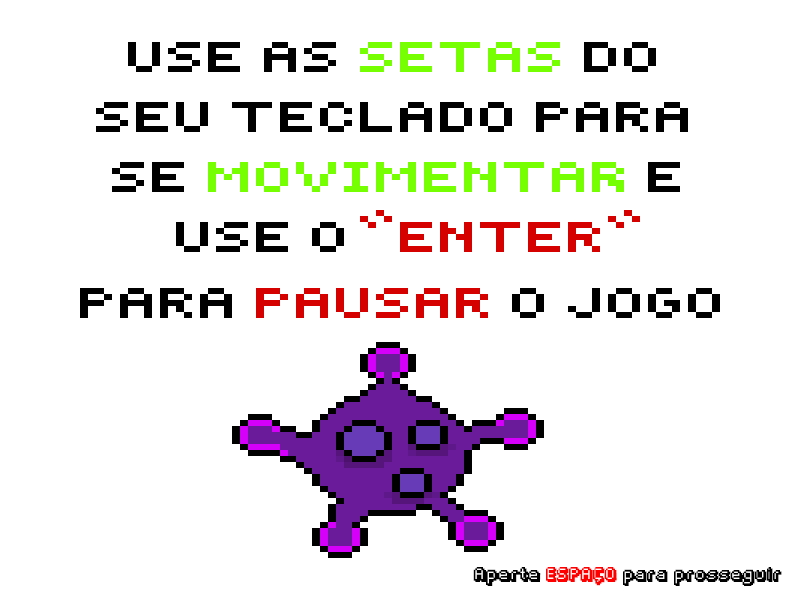 USE AS SETAS DO
SEU TECLADO PARA
SE MOVIMENTAR E
USE O "ENTER"
PARA PAUSAR O JOGO
Aperte ESPAÇO para prosseguir